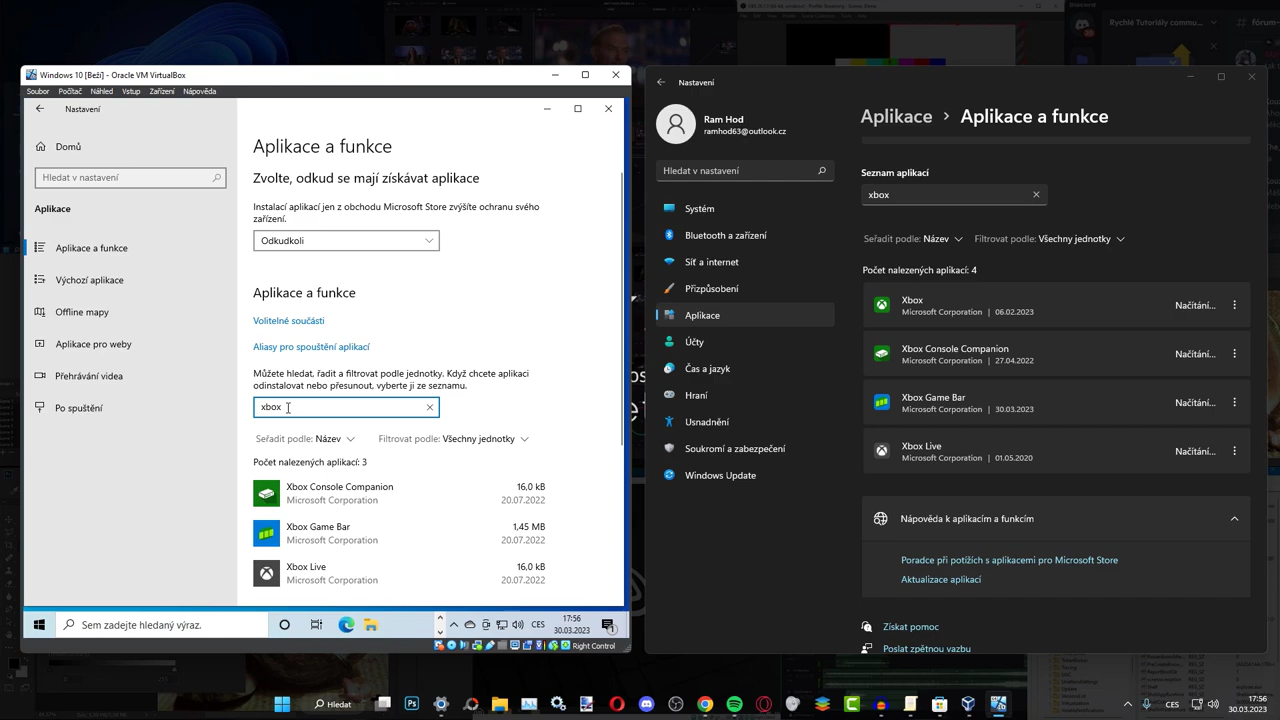 Rychlé Tutoriály commu...
Windows 10 [Beží] - Oracle VM VirtualBox
Soubor Počítač Náhled Vstup Zařízení Nápověda
Nastavení
Domů
Hledat v nastavení
Aplikace
Aplikace a funkce
Výchozí aplikace
Offline mapy
Aplikace pro weby
Přehrávání videa
Po spuštění
Aplikace a funkce
Zvolte, odkud se mají získávat aplikace
Instalací aplikací jen z obchodu Microsoft Store zvýšíte ochranu svého
zařízení.
Odkudkoli
Aplikace a funkce
Volitelné součásti
Aliasy pro spouštění aplikací
Můžete hledat, řadit a filtrovat podle jednotky. Když chcete aplikaci
odinstalovat nebo přesunout, vyberte ji ze seznamu.
xbox
Seřadit podle: Název Filtrovat podle: Všechny jednotky
Počet nalezených aplikací: 3
Xbox Console Companion 16,0 kB
Microsoft Corporation 20.07.2022
Xbox Game Bar 1,45 MB
Microsoft Corporation 20.07.2022
Xbox Live 16,0 kB
Microsoft Corporation 20.07.2022
Sem zadejte hledaný výraz.
CES
17:56
30.03.2023
1
Right Control
Nastavení
Ram Hod
ramhod63@outlook.cz
Hledat v nastavení
Systém
Bluetooth a zařízení
Síť a internet
Přizpůsobení
Aplikace
Účty
Čas a jazyk
Hraní
Usnadnění
Soukromí a zabezpečení
Windows Update
Aplikace › Aplikace a funkce
Seznam aplikací
xbox
Seřadit podle: Název Filtrovat podle: Všechny jednotky
Počet nalezených aplikací: 4
Xbox
Microsoft Corporation | 06.02.2023
Načítání...
Xbox Console Companion
Microsoft Corporation | 27.04.2022
Načítání...
Xbox Game Bar
Microsoft Corporation | 30.03.2023
Načítání...
Xbox Live
Microsoft Corporation | 01.05.2020
Načítání...
Nápověda k aplikacím a funkcím
Poradce při potížích s aplikacemi pro Microsoft Store
Aktualizace aplikací
Získat pomoc
Poslat zpětnou vazbu
Hledat
CES
17:56
30.03.2023